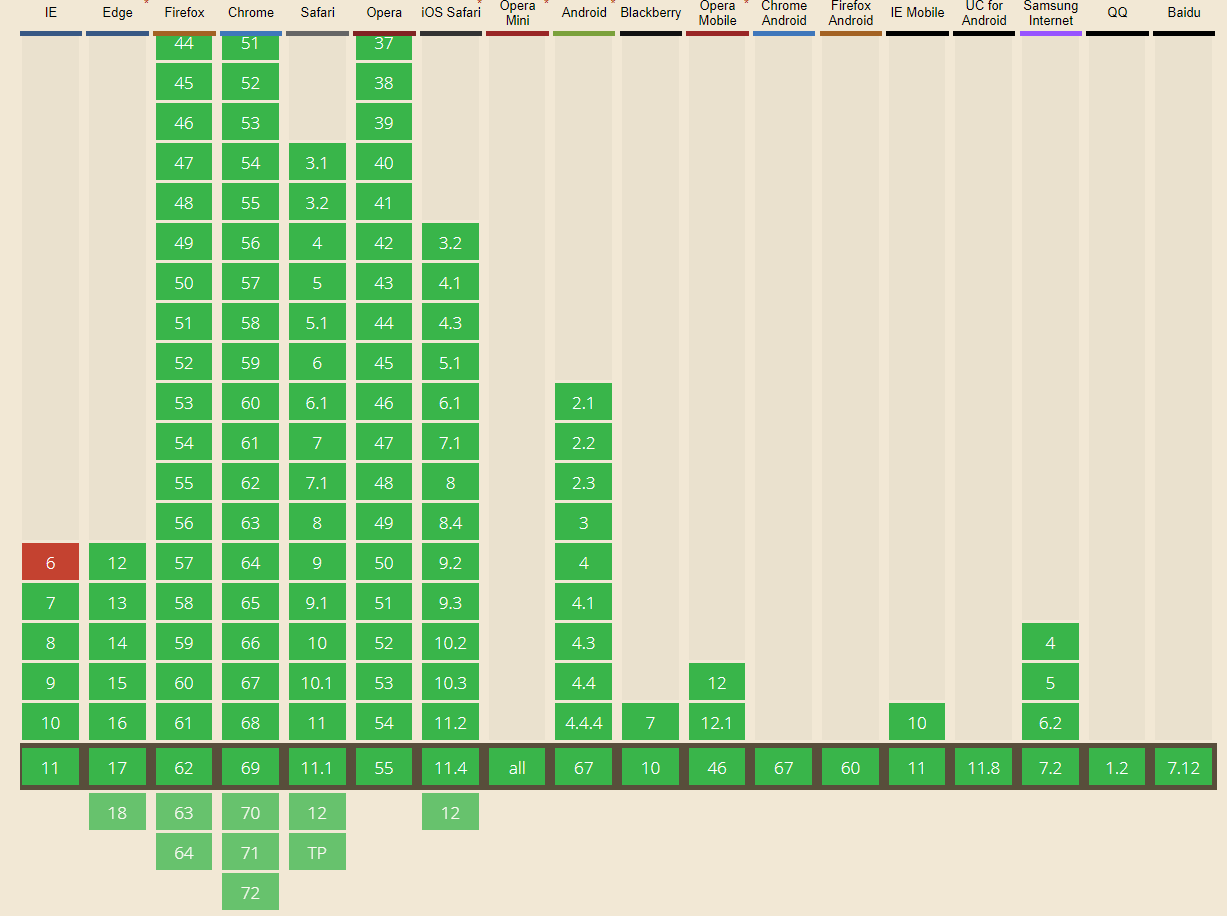 IE Edge * Firefox Chrome Safari Opera iOS Safari * Opera Mini * Android * Blackberry Opera Mobile * Chrome Android Firefox Android IE Mobile UC for Android Samsung Internet QQ Baidu
44 51 37
45 52 38
46 53 39
47 54 3.1 40
48 55 3.2 41
49 56 4 42 3.2
50 57 5 43 4.1
51 58 5.1 44 4.3
52 59 6 45 5.1
53 60 6.1 46 6.1 2.1
54 61 7 47 7.1 2.2
55 62 7.1 48 8 2.3
56 63 8 49 8.4 3
6 12 57 64 9 50 9.2 4
7 13 58 65 9.1 51 9.3 4.1
8 14 59 66 10 52 10.2 4.3 4
9 15 60 67 10.1 53 10.3 4.4 12 5
10 16 61 68 11 54 11.2 4.4.4 7 12.1 10 6.2
11 17 62 69 11.1 55 11.4 all 67 10 46 67 60 11 11.8 7.2 1.2 7.12
18 63 70 12 12
64 71 TP
72